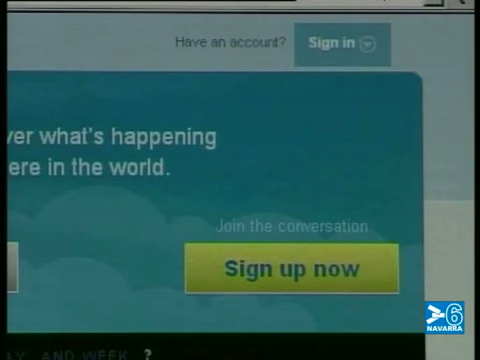 Have an account? Sign in
ver what's happening
ere in the world.
Join the conversation
Sign up now
AND WEEK ?
6
NAVARRA